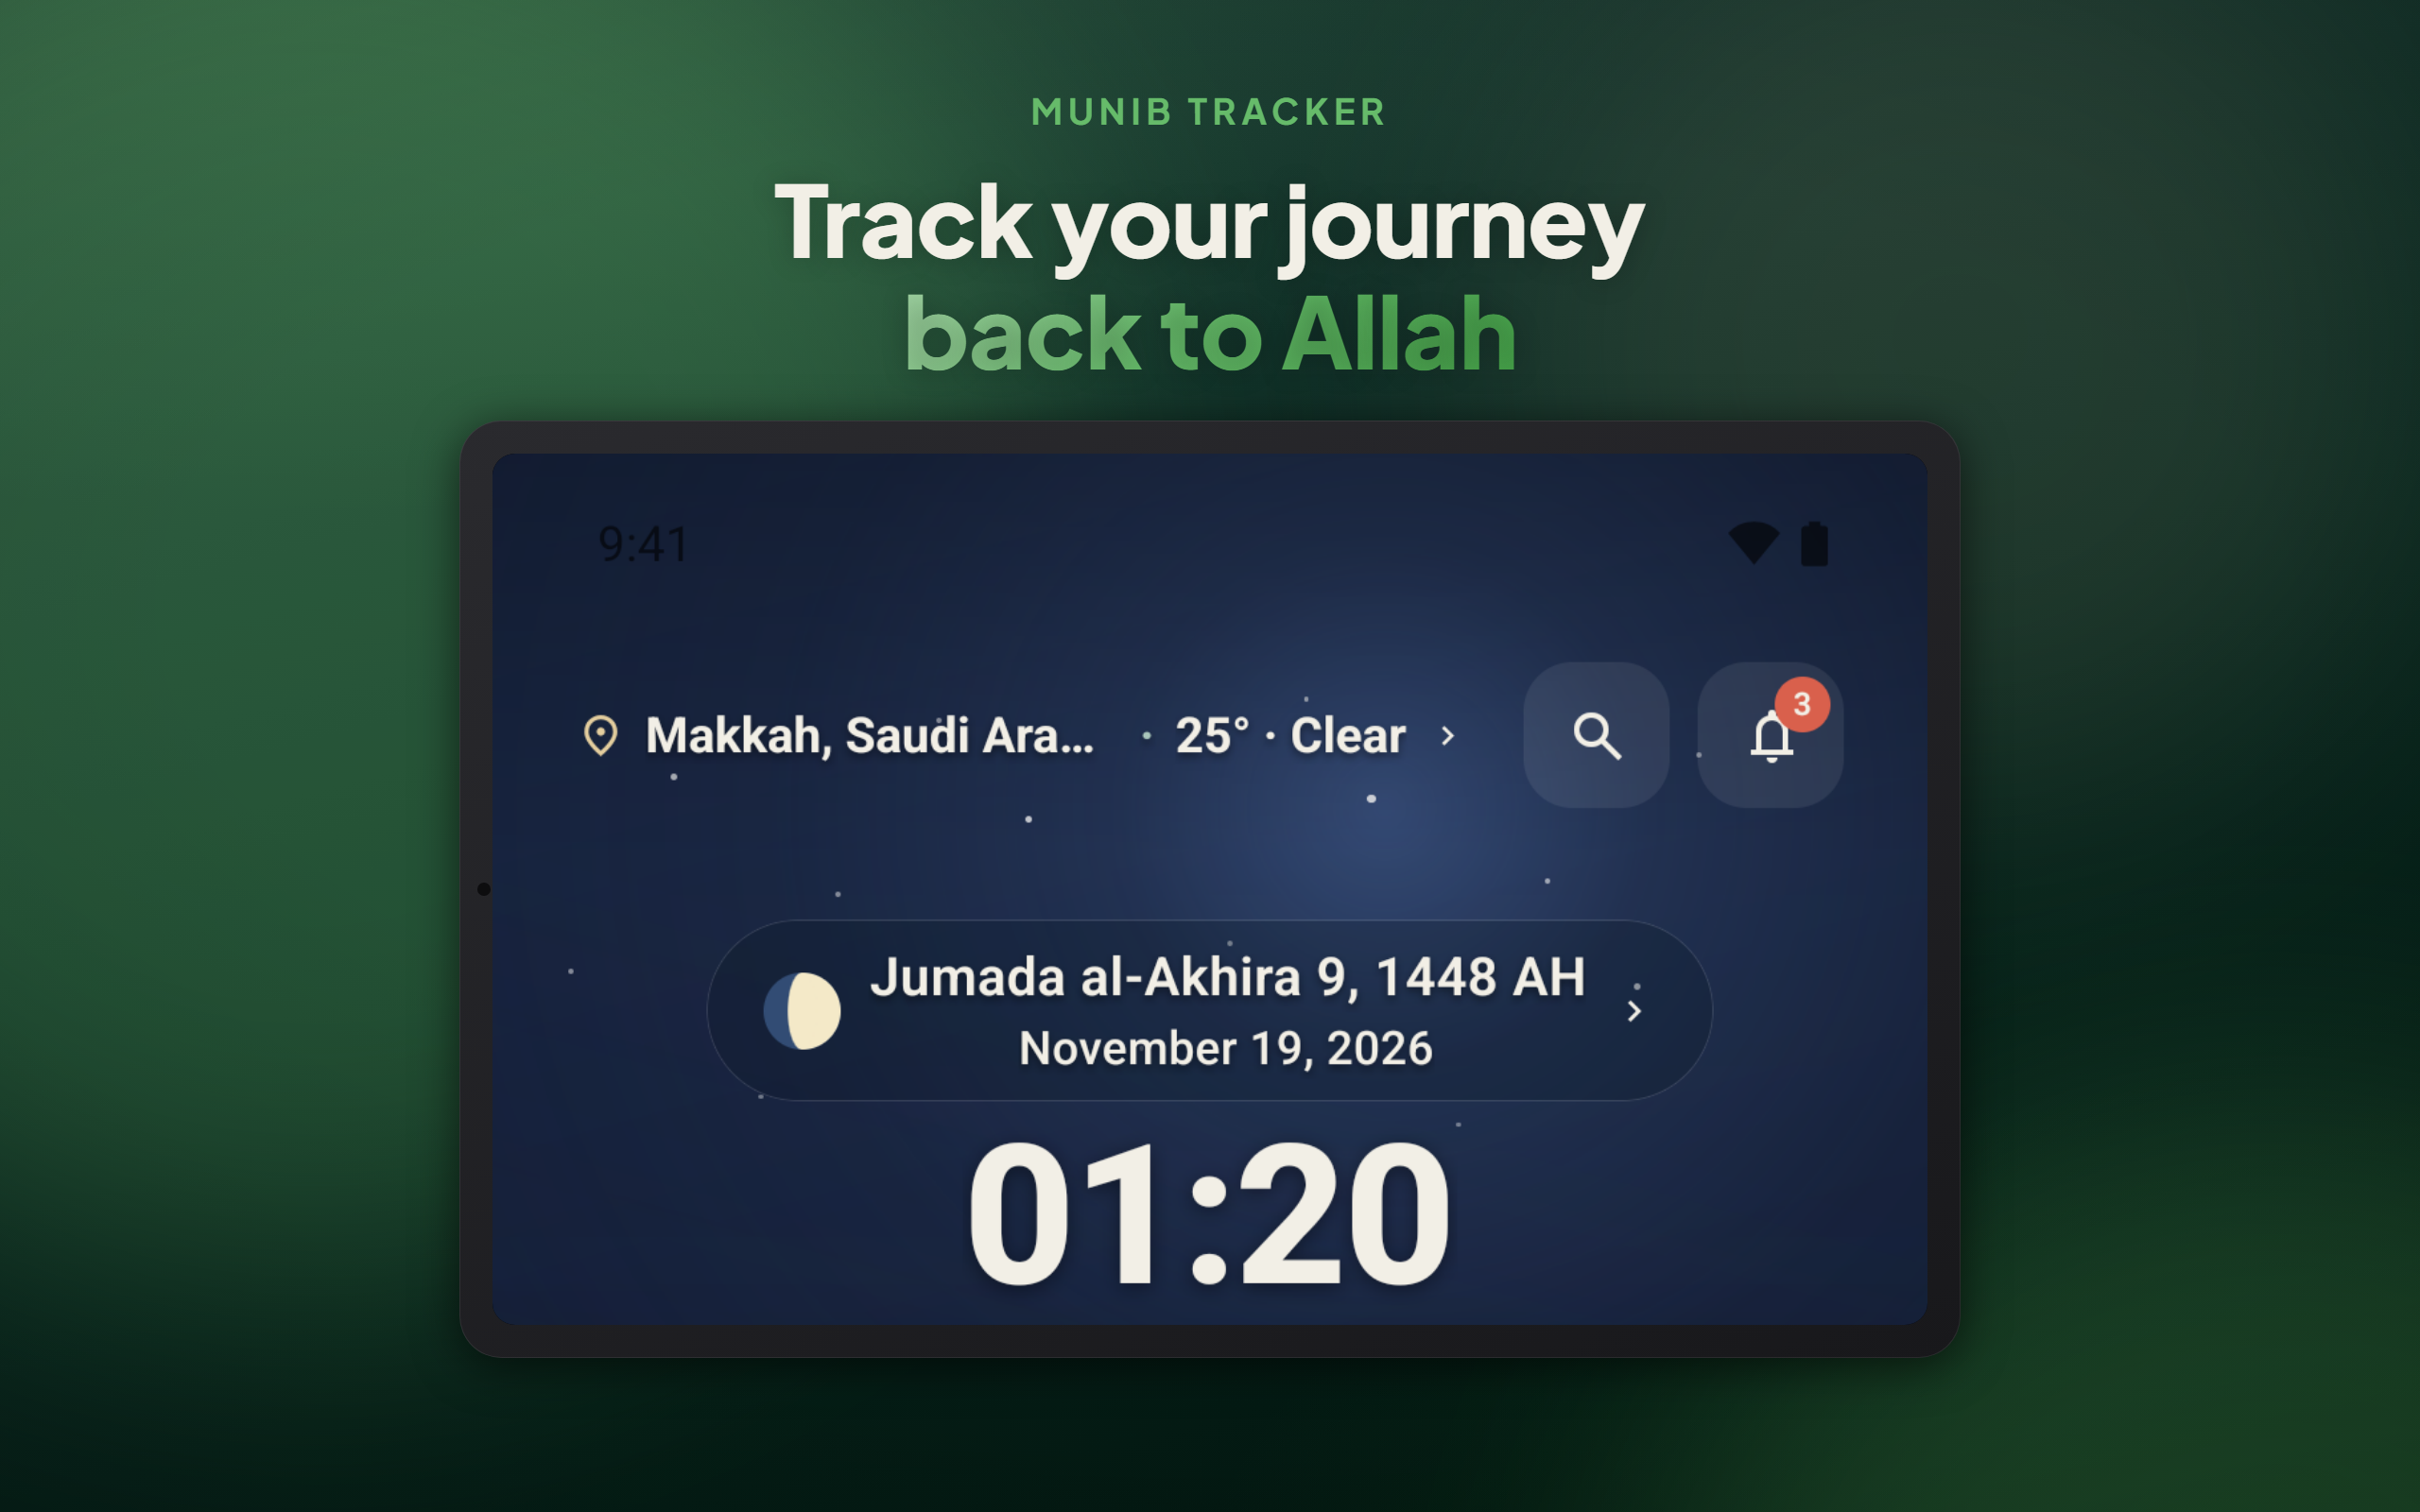 MUNIB TRACKER
Track your journey
back to Allah
9:41
Makkah, Saudi Ara... · 25° · Clear
3
Jumada al-Akhira 9, 1448 AH
November 19, 2026
01:20